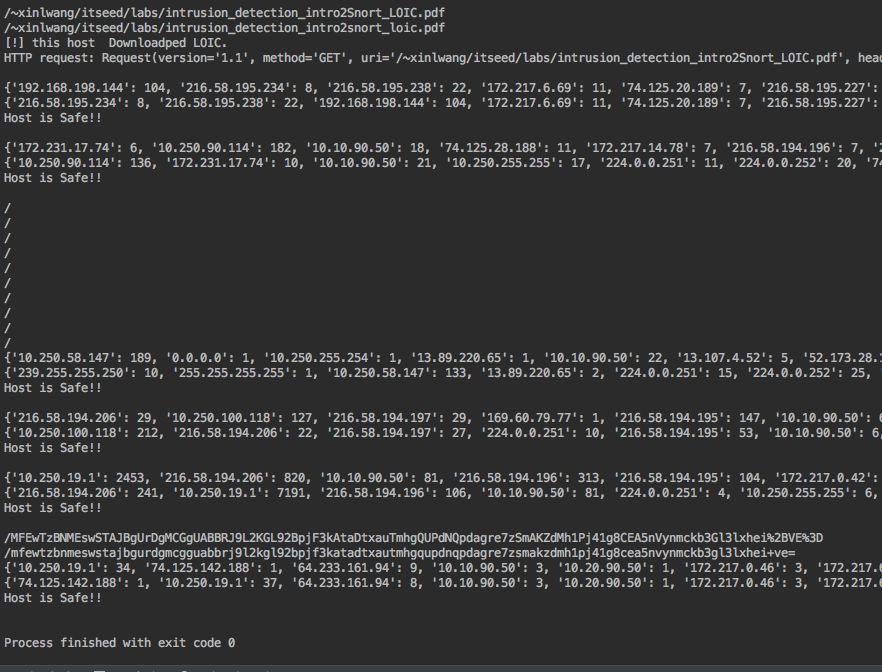 /~xinlwang/itseed/labs/intrusion_detection_intro2Snort_LOIC.pdf
/~xinlwang/itseed/labs/intrusion_detection_intro2snort_loic.pdf
[!] this host  Downloadped LOIC.
HTTP request: Request(version='1.1', method='GET', uri='/~xinlwang/itseed/labs/intrusion_detection_intro2Snort_LOIC.pdf', head
{'192.168.198.144': 104, '216.58.195.234': 8, '216.58.195.238': 22, '172.217.6.69': 11, '74.125.20.189': 7, '216.58.195.227':
{'216.58.195.234': 8, '216.58.195.238': 22, '192.168.198.144': 104, '172.217.6.69': 11, '74.125.20.189': 7, '216.58.195.227':
Host is Safe!!
{'172.231.17.74': 6, '10.250.90.114': 182, '10.10.90.50': 18, '74.125.28.188': 11, '172.217.14.78': 7, '216.58.194.196': 7, '2
{'10.250.90.114': 136, '172.231.17.74': 10, '10.10.90.50': 21, '10.250.255.255': 17, '224.0.0.251': 11, '224.0.0.252': 20, '74
Host is Safe!!
/
/
/
/
/
/
/
/
/
/
{'10.250.58.147': 189, '0.0.0.0': 1, '10.250.255.254': 1, '13.89.220.65': 1, '10.10.90.50': 22, '13.107.4.52': 5, '52.173.28.1
{'239.255.255.250': 10, '255.255.255.255': 1, '10.250.58.147': 133, '13.89.220.65': 2, '224.0.0.251': 15, '224.0.0.252': 25, '
Host is Safe!!
{'216.58.194.206': 29, '10.250.100.118': 127, '216.58.194.197': 29, '169.60.79.77': 1, '216.58.194.195': 147, '10.10.90.50': 6
{'10.250.100.118': 212, '216.58.194.206': 22, '216.58.194.197': 27, '224.0.0.251': 10, '216.58.194.195': 53, '10.10.90.50': 6,
Host is Safe!!
{'10.250.19.1': 2453, '216.58.194.206': 820, '10.10.90.50': 81, '216.58.194.196': 313, '216.58.194.195': 104, '172.217.0.42':
{'216.58.194.206': 241, '10.250.19.1': 7191, '216.58.194.196': 106, '10.10.90.50': 81, '224.0.0.251': 4, '10.250.255.255': 6,
Host is Safe!!
/MFEwTzBNMEswSTAJBgUrDgMCGgUABBRJ9L2KGL92BpjF3kAtaDtxauTmhgQUPdNQpdagre7zSmAKZdMh1Pj41g8CEA5nVynmckb3Gl3lxhei%2BVE%3D
/mfewtzbnmeswstajbgurdgmcgguabbrj9l2kgl92bpjf3katadtxautmhgqupdnqpdagre7zsmakzdmh1pj41g8cea5nvynmckb3gl3lxhei+ve=
{'10.250.19.1': 34, '74.125.142.188': 1, '64.233.161.94': 9, '10.10.90.50': 3, '10.20.90.50': 1, '172.217.0.46': 3, '172.217.6
{'74.125.142.188': 1, '10.250.19.1': 37, '64.233.161.94': 8, '10.10.90.50': 3, '10.20.90.50': 1, '172.217.0.46': 3, '172.217.6
Host is Safe!!
Process finished with exit code 0